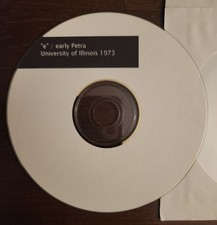 "e" / early Petra
University of Illinois 1973